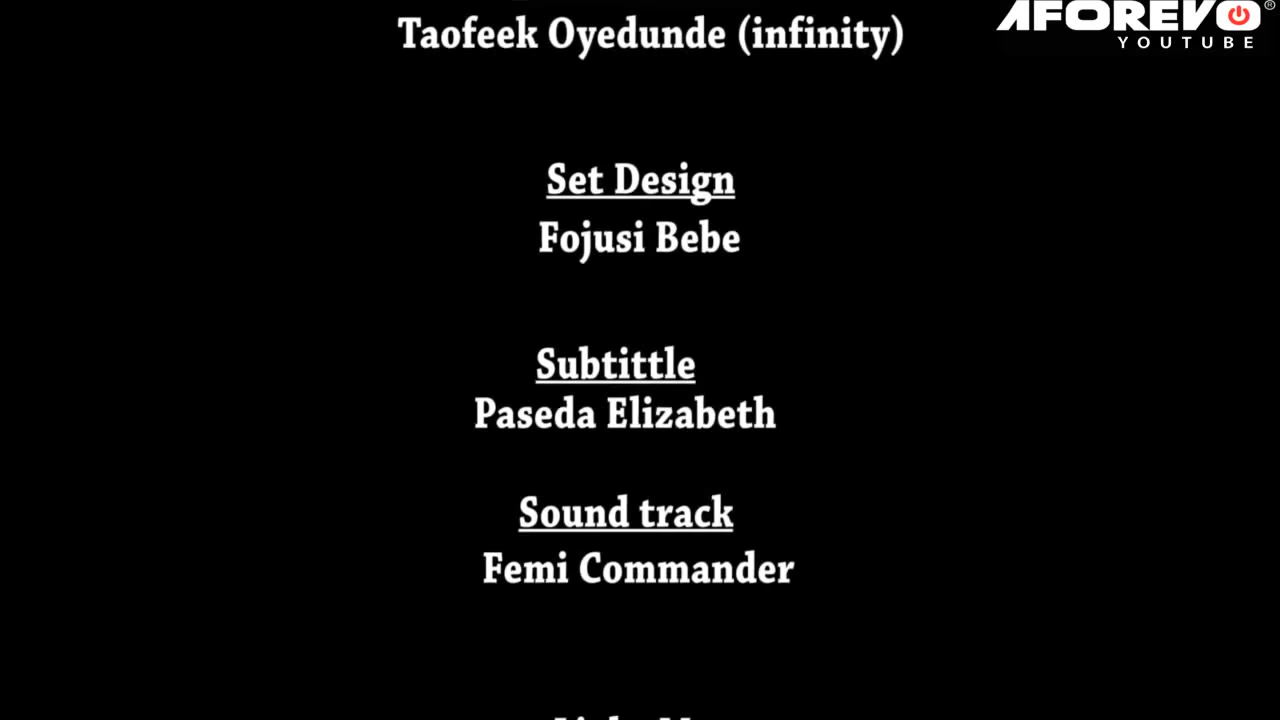 AFOREVO®
YOUTUBE
Taofeek Oyedunde (infinity)
Set Design
Fojusi Bebe
Subtittle
Paseda Elizabeth
Sound track
Femi Commander